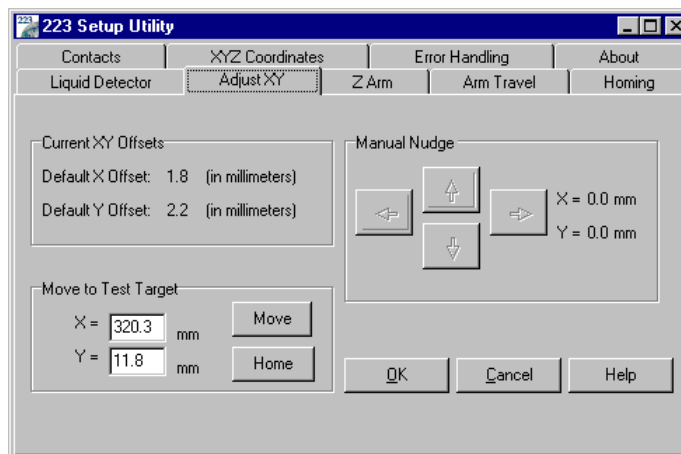 223 Setup Utility
Contacts XYZ Coordinates Error Handling About
Liquid Detector Adjust XY Z Arm Arm Travel Homing
Current XY Offsets
Default X Offset: 1.8 (in millimeters)
Default Y Offset: 2.2 (in millimeters)
Manual Nudge
X = 0.0 mm
Y = 0.0 mm
Move to Test Target
X = 320.3 mm
Y = 11.8 mm
Move
Home
OK Cancel Help